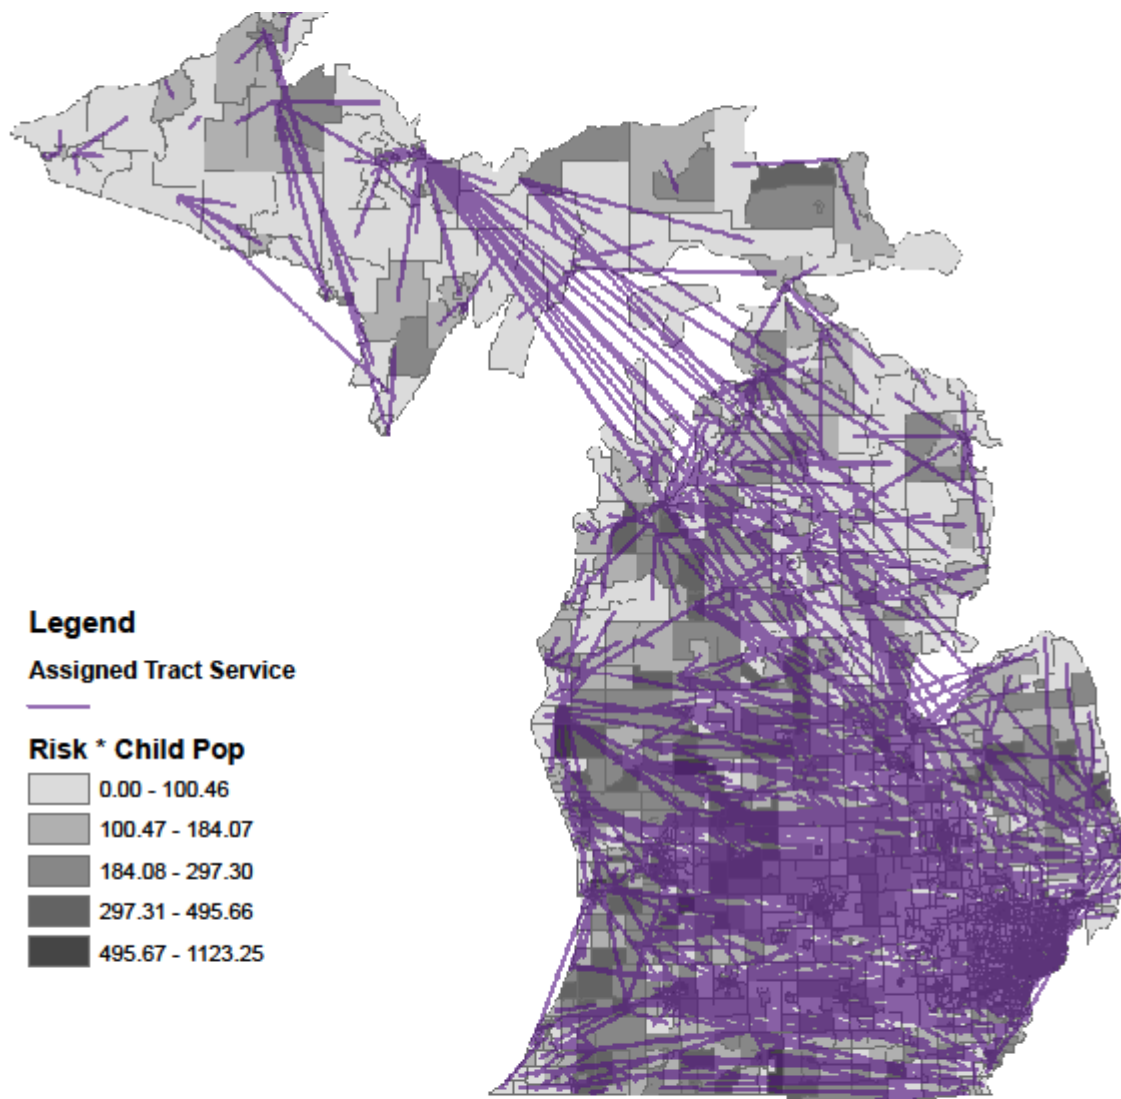 Legend
Assigned Tract Service
Risk * Child Pop
0.00 - 100.46
100.47 - 184.07
184.08 - 297.30
297.31 - 495.66
495.67 - 1123.25